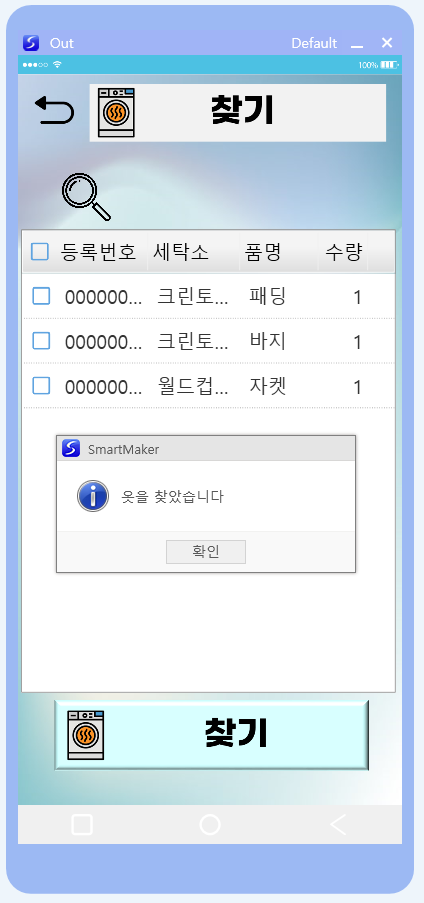 Out Default
100%
찾기
등록번호 세탁소 품명 수량
000000... 크린토... 패딩 1
000000... 크린토... 바지 1
000000... 월드컵... 자켓 1
SmartMaker
옷을 찾았습니다
확인
찾기